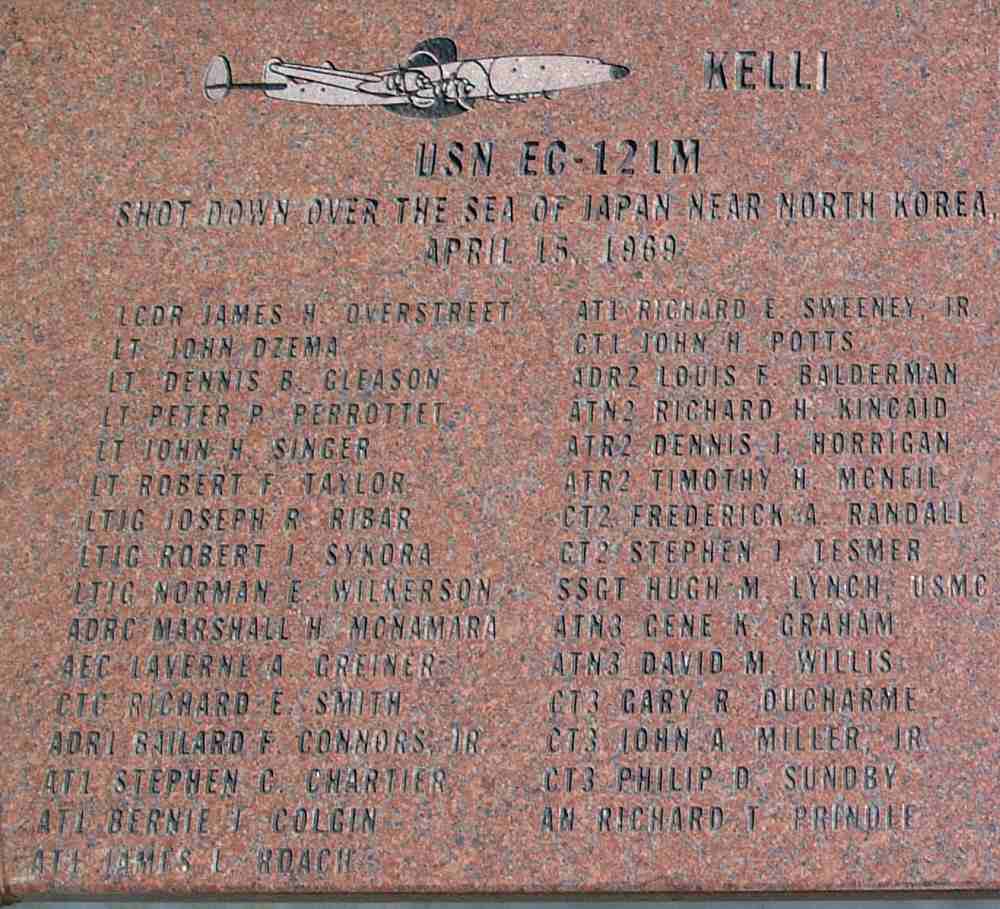 KELLI
USN EC-121M
SHOT DOWN OVER THE SEA OF JAPAN NEAR NORTH KOREA,
APRIL 15, 1969
LCDR JAMES H. OVERSTREET
LT JOHN DZEMA
LT DENNIS B. GLEASON
LT PETER P. PERROTTET
LT JOHN H. SINGER
LT ROBERT F. TAYLOR
LTJG JOSEPH R. RIBAR
LTJG ROBERT J. SYKORA
LTJG NORMAN E. WILKERSON
ADRC MARSHALL H. MCNAMARA
AEC LAVERNE A. GREINER
CTC RICHARD E. SMITH
ADR1 BAILARD F. CONNORS, JR
AT1 STEPHEN C. CHARTIER
AT1 BERNIE J. COLGIN
AT1 JAMES L. ROACH
AT1 RICHARD E. SWEENEY, JR.
CT1 JOHN H. POTTS
ADR2 LOUIS F. BALDERMAN
ATN2 RICHARD H. KINCAID
ATR2 DENNIS J. HORRIGAN
ATR2 TIMOTHY H. MCNEIL
CT2 FREDERICK A. RANDALL
CT2 STEPHEN J. TESMER
SSGT HUGH M. LYNCH, USMC
ATN3 GENE K. GRAHAM
ATN3 DAVID M. WILLIS
CT3 GARY R. DUCHARME
CT3 JOHN A. MILLER, JR.
CT3 PHILIP D. SUNDBY
AN RICHARD T. PRINDLE